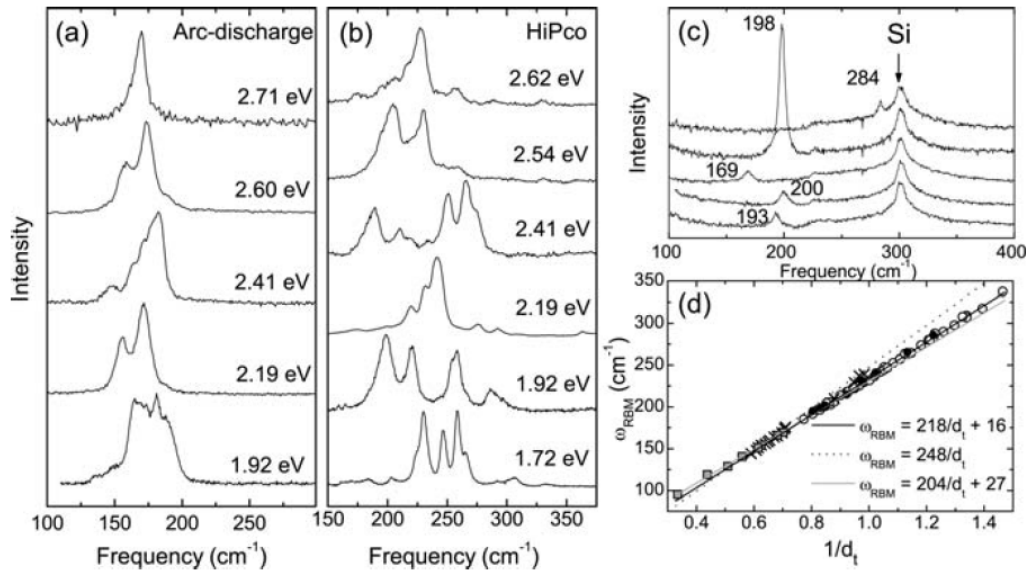 (a) Arc-discharge
2.71 eV
2.60 eV
2.41 eV
2.19 eV
1.92 eV
Intensity
100 150 200 250
Frequency (cm⁻¹)
(b) HiPco
2.62 eV
2.54 eV
2.41 eV
2.19 eV
1.92 eV
1.72 eV
150 200 250 300 350
Frequency (cm⁻¹)
(c) 198 Si
284
169
200
193
Intensity
100 200 300 400
Frequency (cm⁻¹)
(d)
350
300
250
200
150
100
ω_RBM (cm⁻¹)
ω_RBM = 218/d_t + 16
ω_RBM = 248/d_t
ω_RBM = 204/d_t + 27
0.4 0.6 0.8 1.0 1.2 1.4
1/d_t